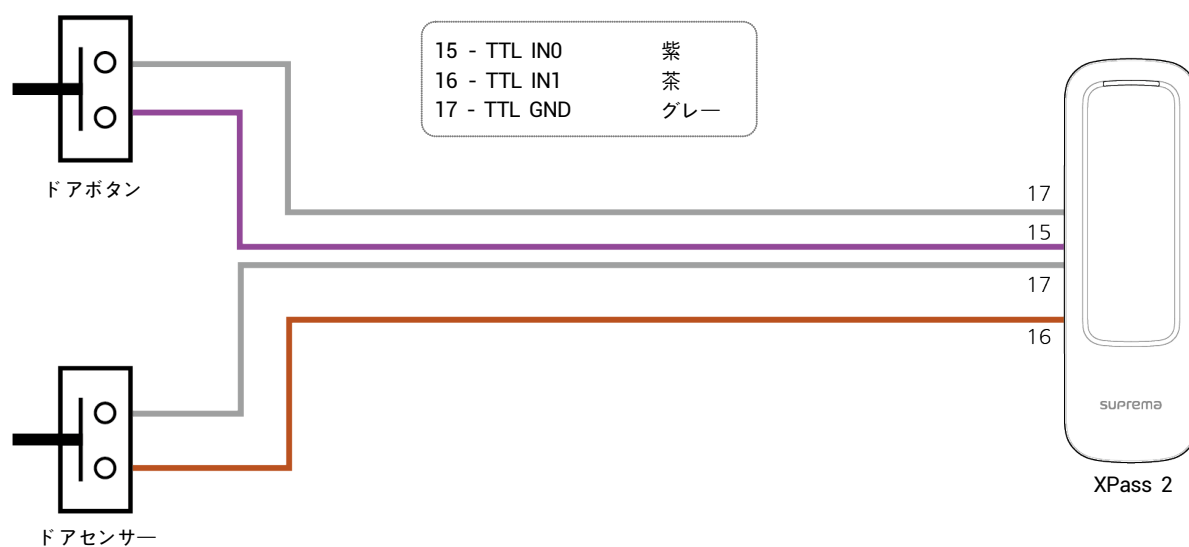 15 - TTL IN0 紫
16 - TTL IN1 茶
17 - TTL GND グレー
ドアボタン
17
15
17
16
suprema
XPass 2
ドアセンサー